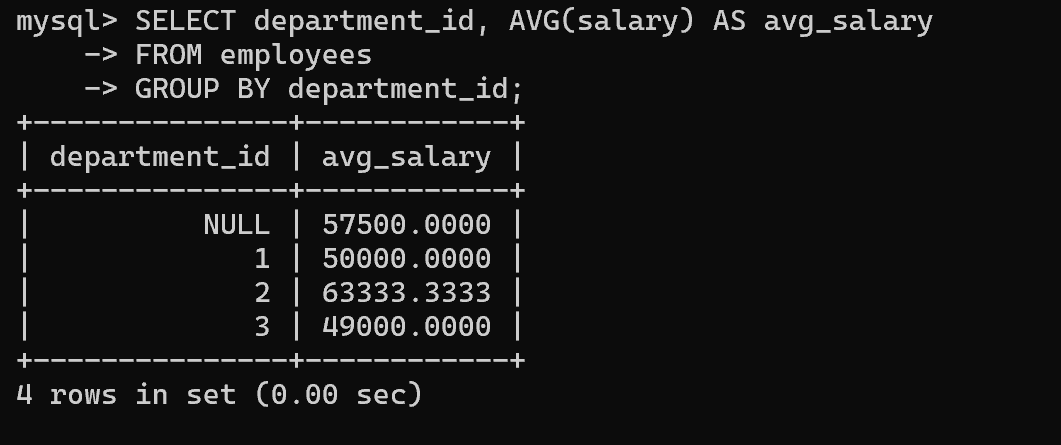 mysql> SELECT department_id, AVG(salary) AS avg_salary
    -> FROM employees
    -> GROUP BY department_id;
+---------------+------------+
| department_id | avg_salary |
+---------------+------------+
|          NULL | 57500.0000 |
|             1 | 50000.0000 |
|             2 | 63333.3333 |
|             3 | 49000.0000 |
+---------------+------------+
4 rows in set (0.00 sec)